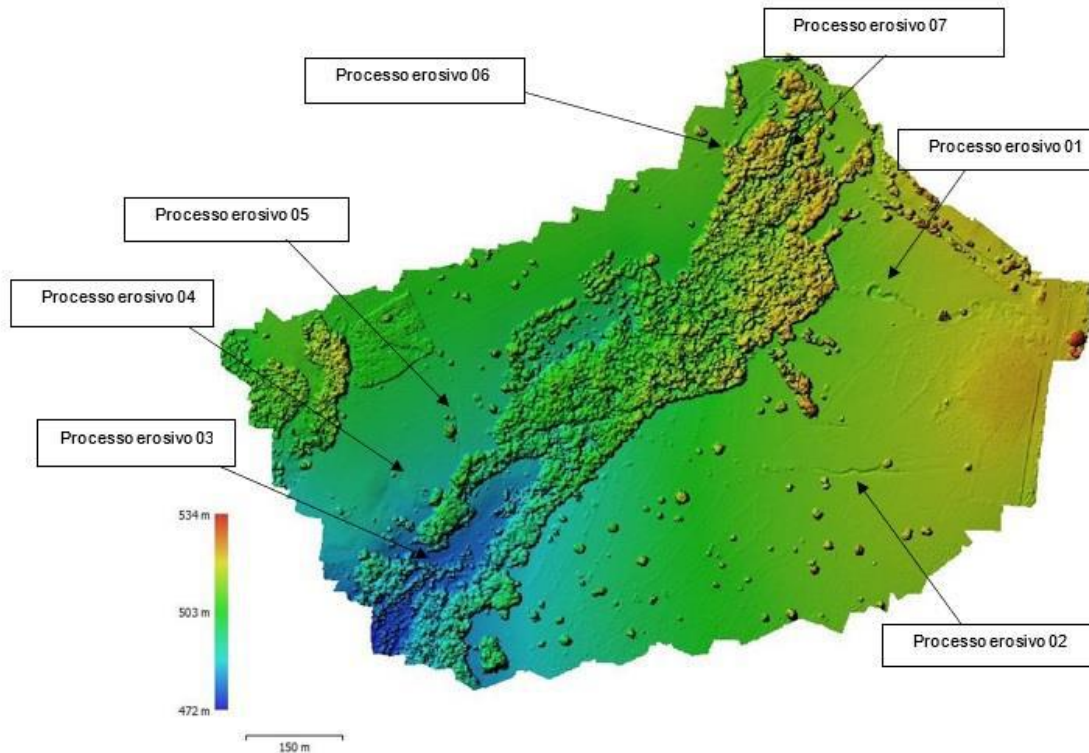 Processo erosivo 07
Processo erosivo 06
Processo erosivo 01
Processo erosivo 05
Processo erosivo 04
Processo erosivo 03
534 m
503 m
Processo erosivo 02
472 m
150 m